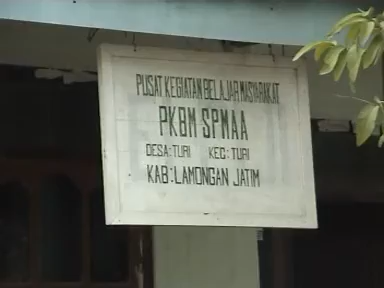 PUSAT KEGIATAN BELAJAR MASYARAKAT
PKBM SPMAA
DESA:TURI KEC:TURI
KAB:LAMONGAN JATIM